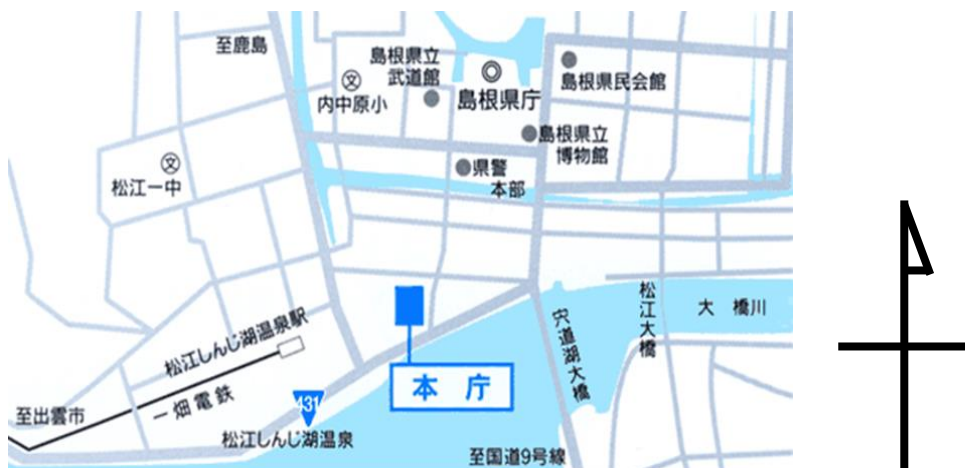 至鹿島
島根県立
武道館
内中原小
島根県庁
島根県民会館
島根県立
博物館
県警
本部
松江一中
松江しんじ湖温泉駅
一畑電鉄
至出雲市
431
松江しんじ湖温泉
本庁
宍道湖大橋
松江大橋
大橋川
至国道9号線
文
文